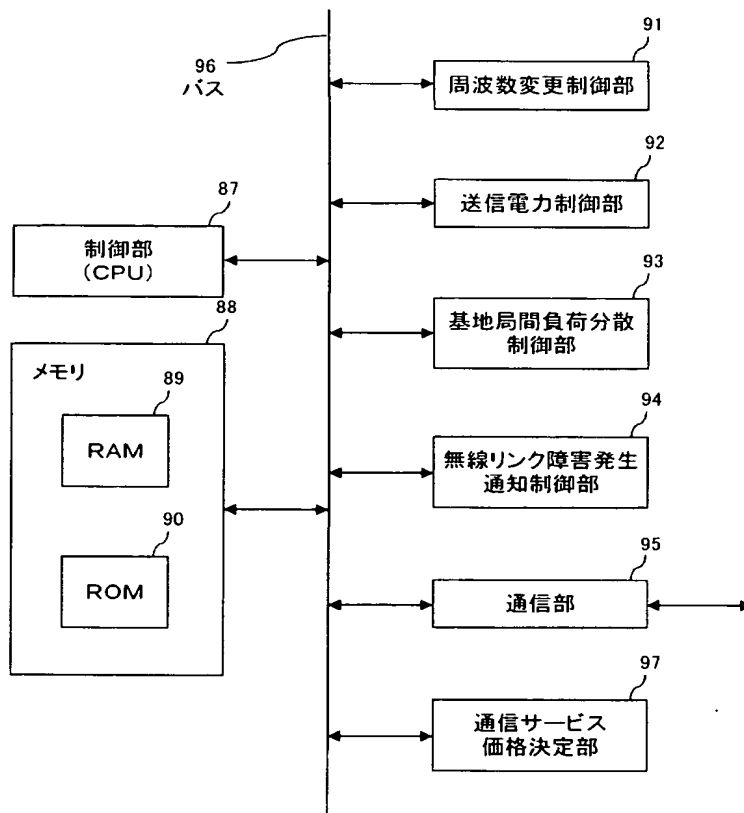 96
バス
91
周波数変更制御部
92
送信電力制御部
87
制御部
(CPU)
93
基地局間負荷分散
制御部
88
メモリ
89
RAM
90
ROM
94
無線リンク障害発生
通知制御部
95
通信部
97
通信サービス
価格決定部